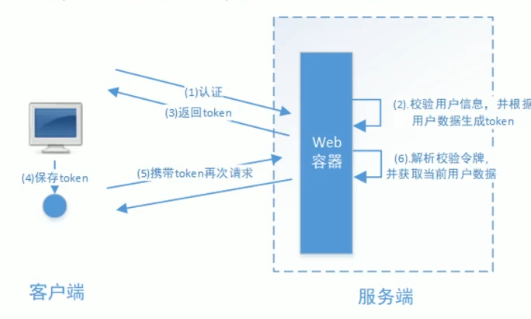 (1)认证
(3)返回token
(2).校验用户信息，并根据
用户数据生成token
Web
容器
(4)保存token
(5)携带token再次请求
(6).解析校验令牌,
并获取当前用户数据
客户端
服务端